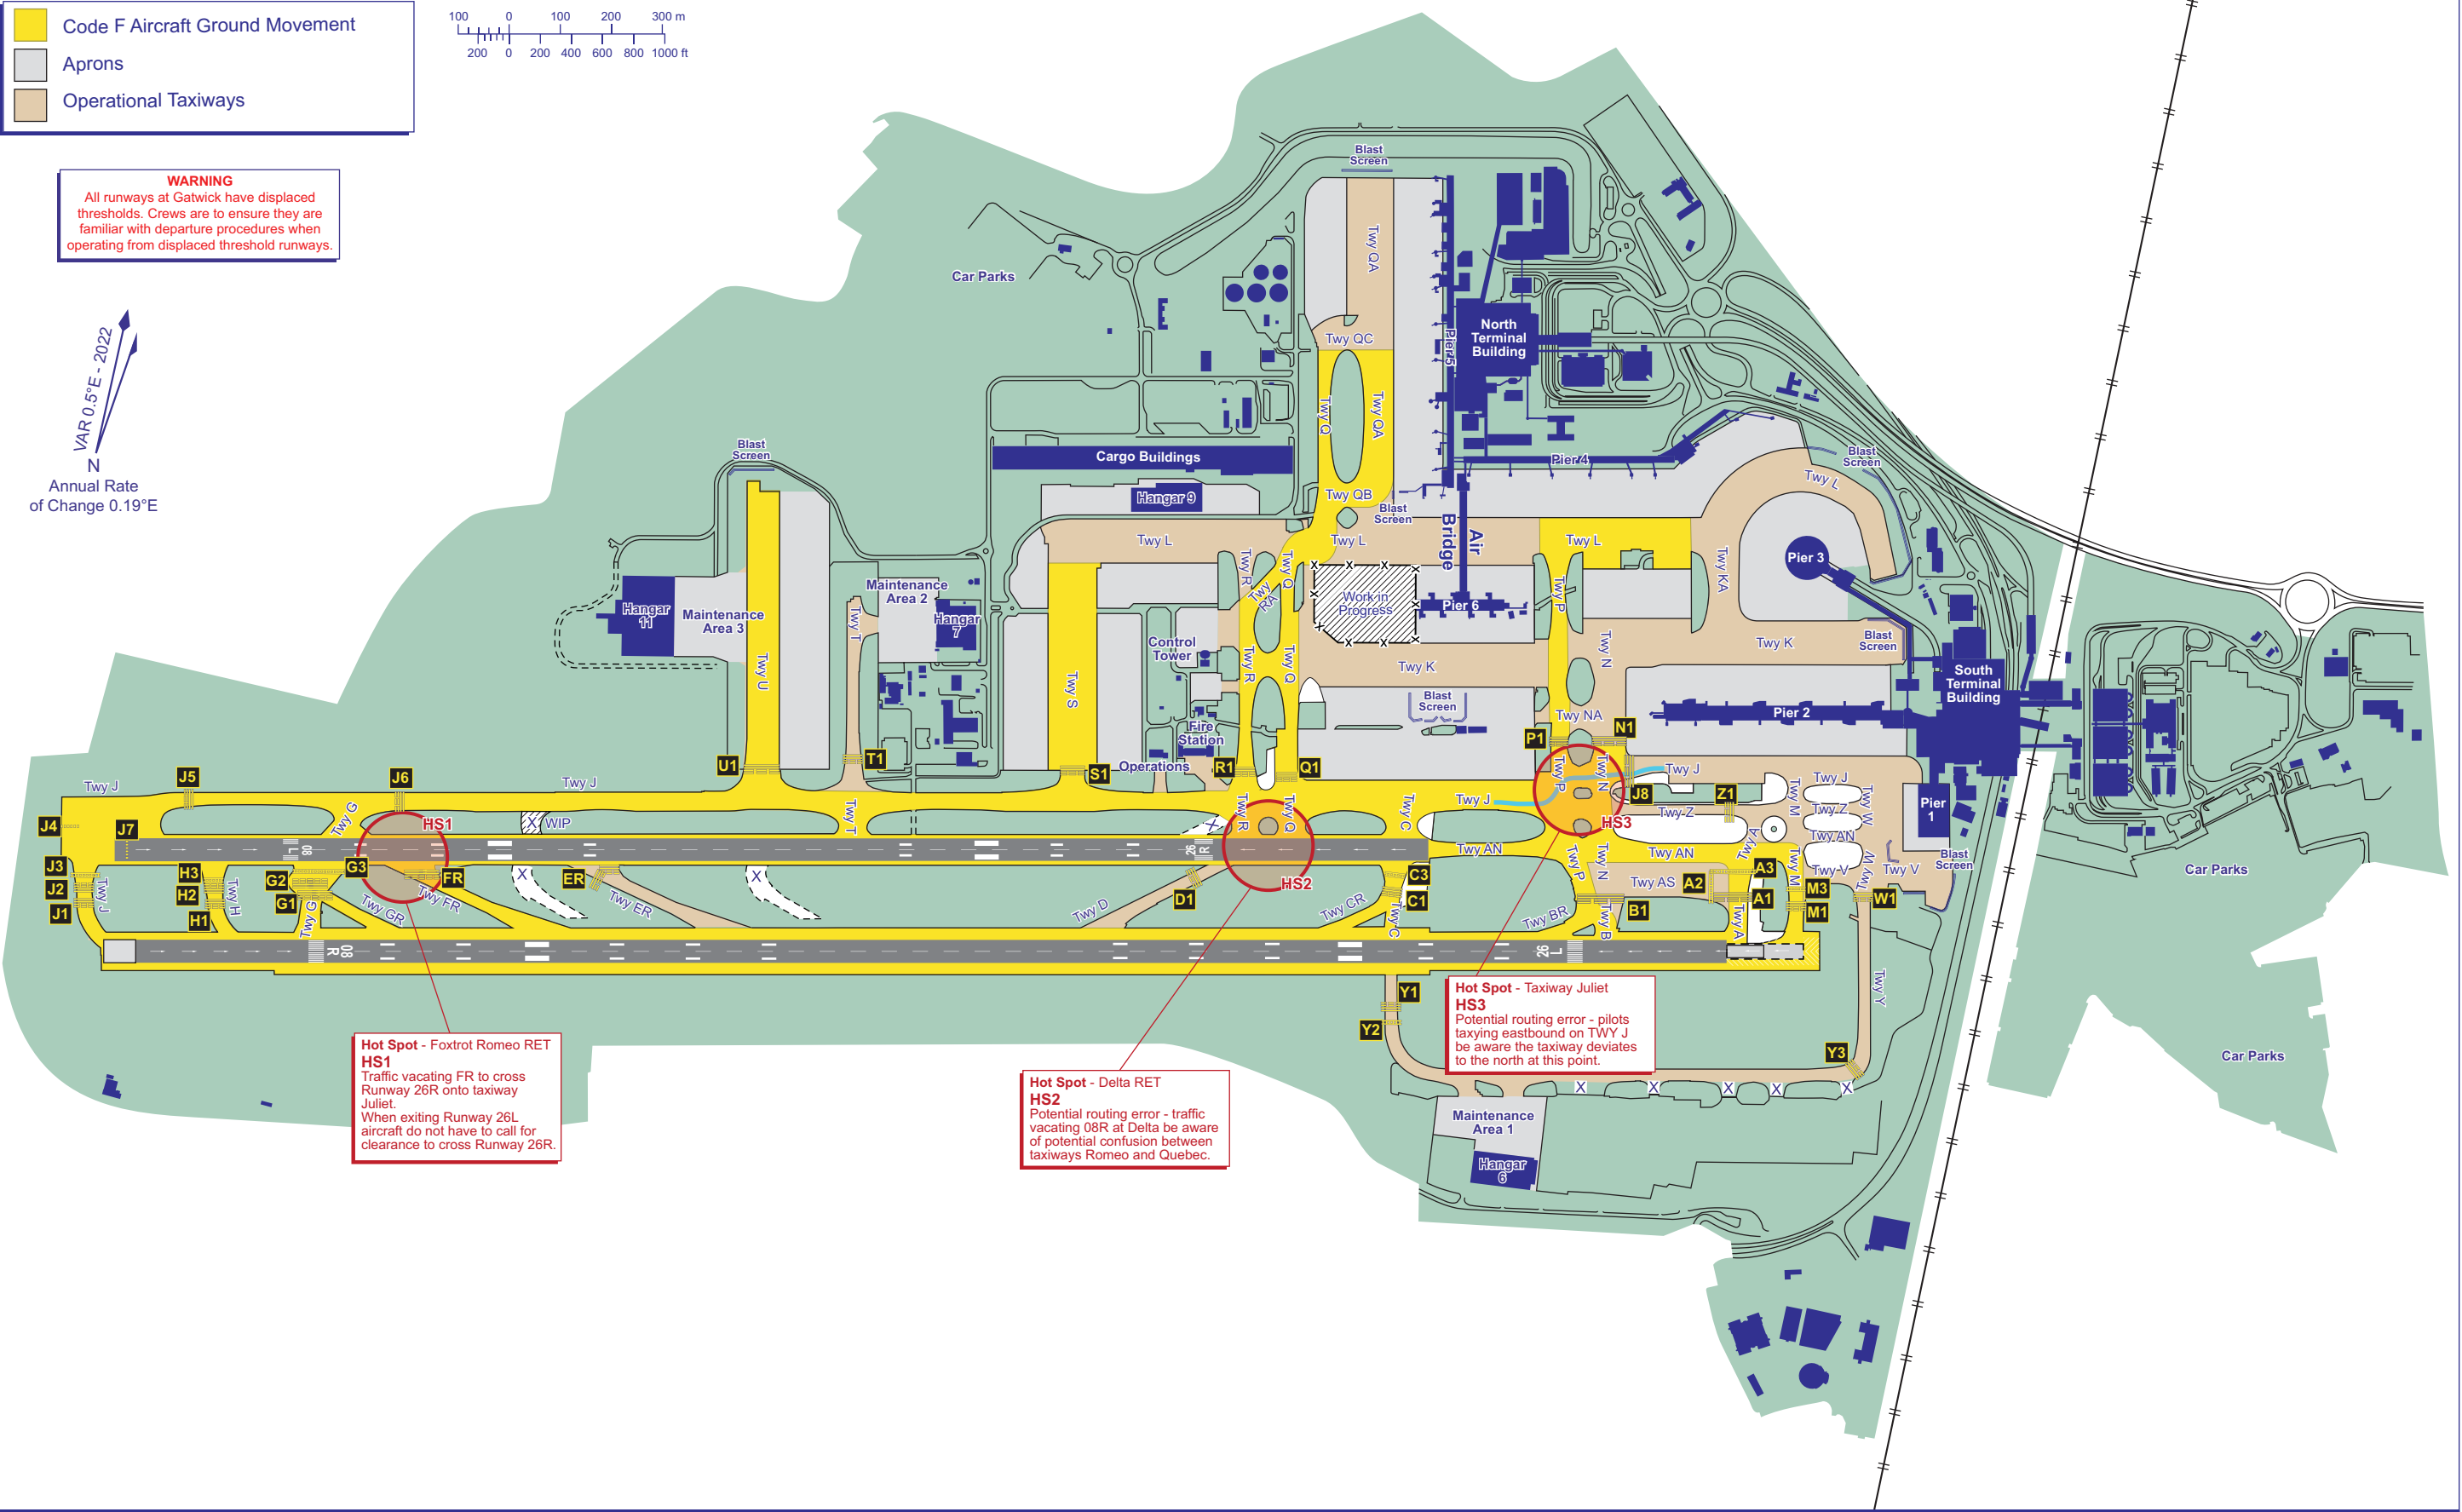 Code F Aircraft Ground Movement
Aprons
Operational Taxiways
100 0 100 200 300 m
200 0 200 400 600 800 1000 ft
WARNING
All runways at Gatwick have displaced
thresholds. Crews are to ensure they are
familiar with departure procedures when
operating from displaced threshold runways.
VAR 0.5°E - 2022
N
Annual Rate
of Change 0.19°E
Blast
Screen
Twy QA
Car Parks
Twy QC
Pier 5
North
Terminal
Building
Twy Q
Twy QA
Blast
Screen
Cargo Buildings
Pier 4
Blast
Screen
Twy L
Hangar 9
Twy QB
Blast
Screen
Air
Bridge
Twy L
Twy L
Twy L
Twy R
Twy Q
Twy
RA
Twy P
Twy KA
Pier 3
Hangar
11
Maintenance
Area 3
Maintenance
Area 2
Hangar
7
Twy T
Work in
Progress
Pier 6
Control
Tower
Twy U
Twy S
Twy R
Twy Q
Twy K
Twy N
Twy K
Blast
Screen
South
Terminal
Building
Blast
Screen
Twy NA
Pier 2
Fire
Station
Operations
U1
T1
S1
R1
Q1
P1
N1
Twy J
J5
J6
Twy J
Twy J
Twy P
Twy N
Twy J
J8
Z1
Twy J
Twy M
Twy W
Twy Z
Twy Z
Pier
1
J4
J7
Twy G
HS1
X
WIP
Twy T
X
Twy R
Twy Q
Twy C
HS3
Twy AN
Twy AN
Twy AN
Twy A
08
L
26
R
J3
J2
J1
Twy J
H3
H2
H1
Twy H
G3
G2
G1
Twy G
Twy GR
FR
Twy FR
X
ER
Twy ER
X
D1
Twy D
HS2
Twy CR
C3
C1
Twy C
Twy P
Twy N
Twy AS
A2
A3
A1
Twy M
M3
M1
Twy V
Twy M
Twy V
W1
Blast
Screen
Car Parks
Twy BR
Twy B
B1
Twy A
08
R
26
L
Twy Y
Y1
Y2
Y3
X
X
X
X
X
Hot Spot - Foxtrot Romeo RET
HS1
Traffic vacating FR to cross
Runway 26R onto taxiway
Juliet.
When exiting Runway 26L
aircraft do not have to call for
clearance to cross Runway 26R.
Hot Spot - Delta RET
HS2
Potential routing error - traffic
vacating 08R at Delta be aware
of potential confusion between
taxiways Romeo and Quebec.
Hot Spot - Taxiway Juliet
HS3
Potential routing error - pilots
taxying eastbound on TWY J
be aware the taxiway deviates
to the north at this point.
Car Parks
Maintenance
Area 1
Hangar
6